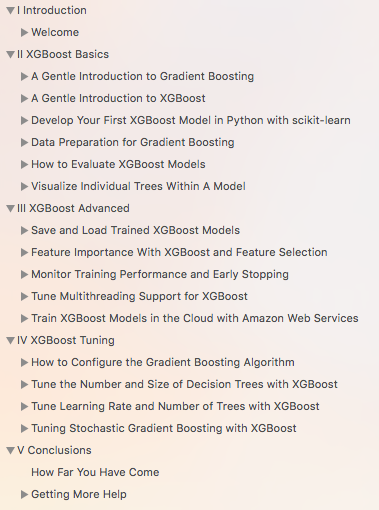 I Introduction
Welcome
II XGBoost Basics
A Gentle Introduction to Gradient Boosting
A Gentle Introduction to XGBoost
Develop Your First XGBoost Model in Python with scikit-learn
Data Preparation for Gradient Boosting
How to Evaluate XGBoost Models
Visualize Individual Trees Within A Model
III XGBoost Advanced
Save and Load Trained XGBoost Models
Feature Importance With XGBoost and Feature Selection
Monitor Training Performance and Early Stopping
Tune Multithreading Support for XGBoost
Train XGBoost Models in the Cloud with Amazon Web Services
IV XGBoost Tuning
How to Configure the Gradient Boosting Algorithm
Tune the Number and Size of Decision Trees with XGBoost
Tune Learning Rate and Number of Trees with XGBoost
Tuning Stochastic Gradient Boosting with XGBoost
V Conclusions
How Far You Have Come
Getting More Help